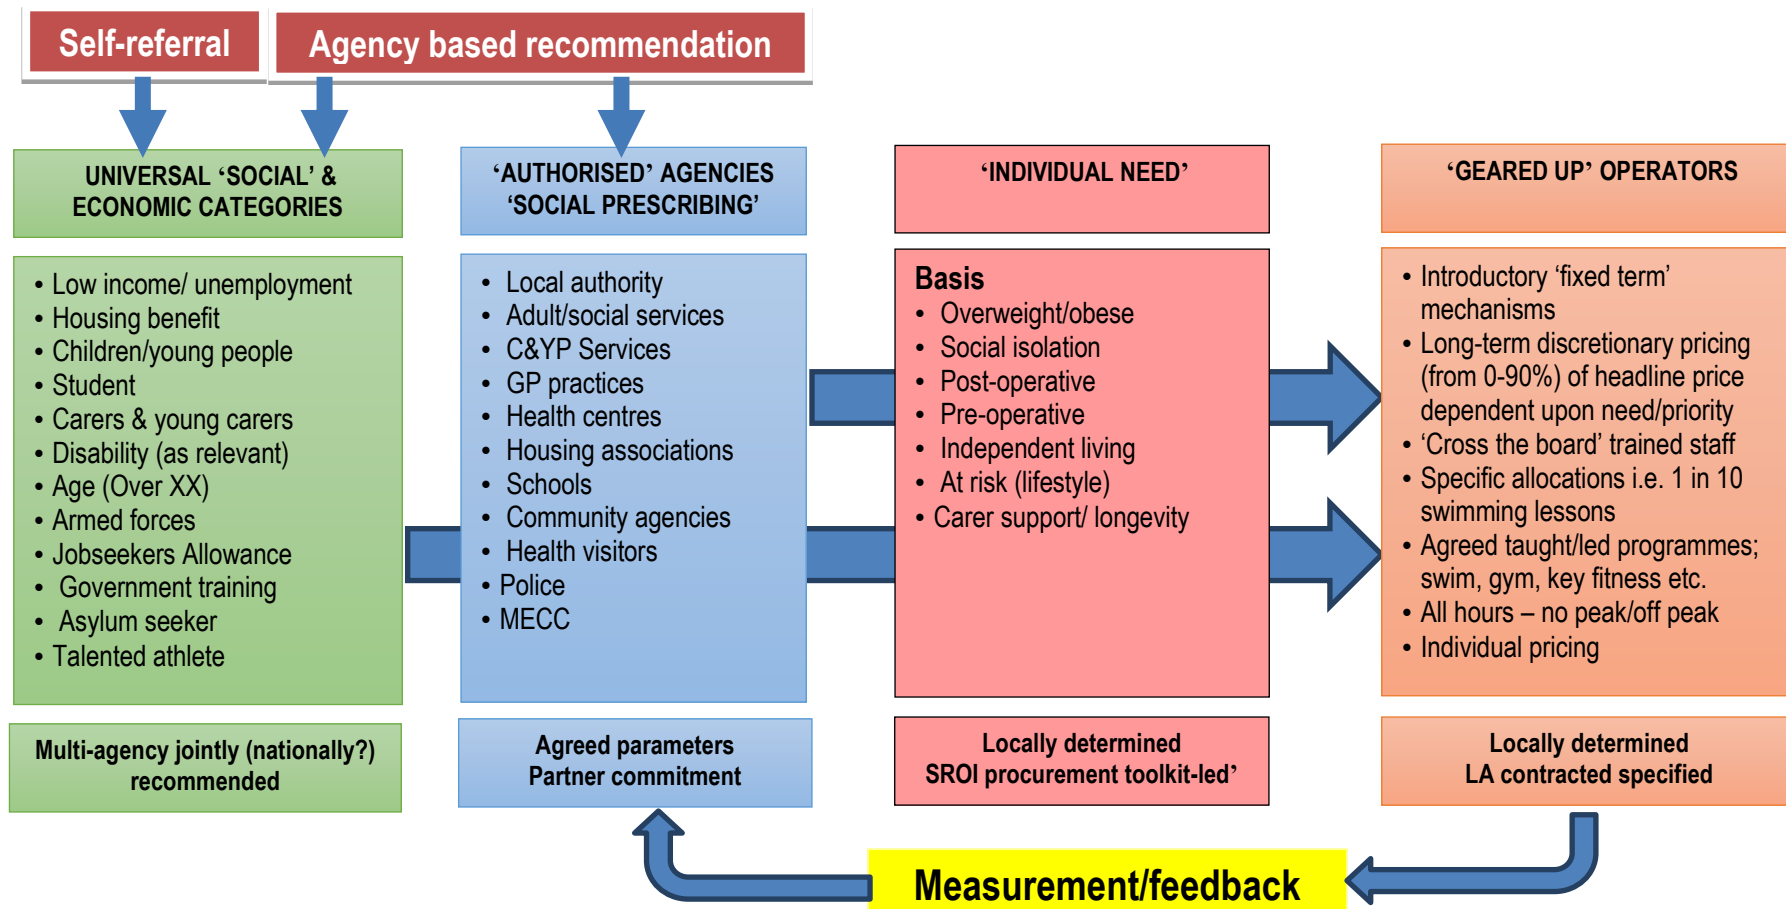 Self-referral
Agency based recommendation
UNIVERSAL ‘SOCIAL’ &
ECONOMIC CATEGORIES
• Low income/ unemployment
• Housing benefit
• Children/young people
• Student
• Carers & young carers
• Disability (as relevant)
• Age (Over XX)
• Armed forces
• Jobseekers Allowance
• Government training
• Asylum seeker
• Talented athlete
Multi-agency jointly (nationally?)
recommended
‘AUTHORISED’ AGENCIES
‘SOCIAL PRESCRIBING’
• Local authority
• Adult/social services
• C&YP Services
• GP practices
• Health centres
• Housing associations
• Schools
• Community agencies
• Health visitors
• Police
• MECC
Agreed parameters
Partner commitment
‘INDIVIDUAL NEED’
Basis
• Overweight/obese
• Social isolation
• Post-operative
• Pre-operative
• Independent living
• At risk (lifestyle)
• Carer support/ longevity
Locally determined
SROI procurement toolkit-led’
‘GEARED UP’ OPERATORS
• Introductory ‘fixed term’
mechanisms
• Long-term discretionary pricing
(from 0-90%) of headline price
dependent upon need/priority
• ‘Cross the board’ trained staff
• Specific allocations i.e. 1 in 10
swimming lessons
• Agreed taught/led programmes;
swim, gym, key fitness etc.
• All hours – no peak/off peak
• Individual pricing
Locally determined
LA contracted specified
Measurement/feedback